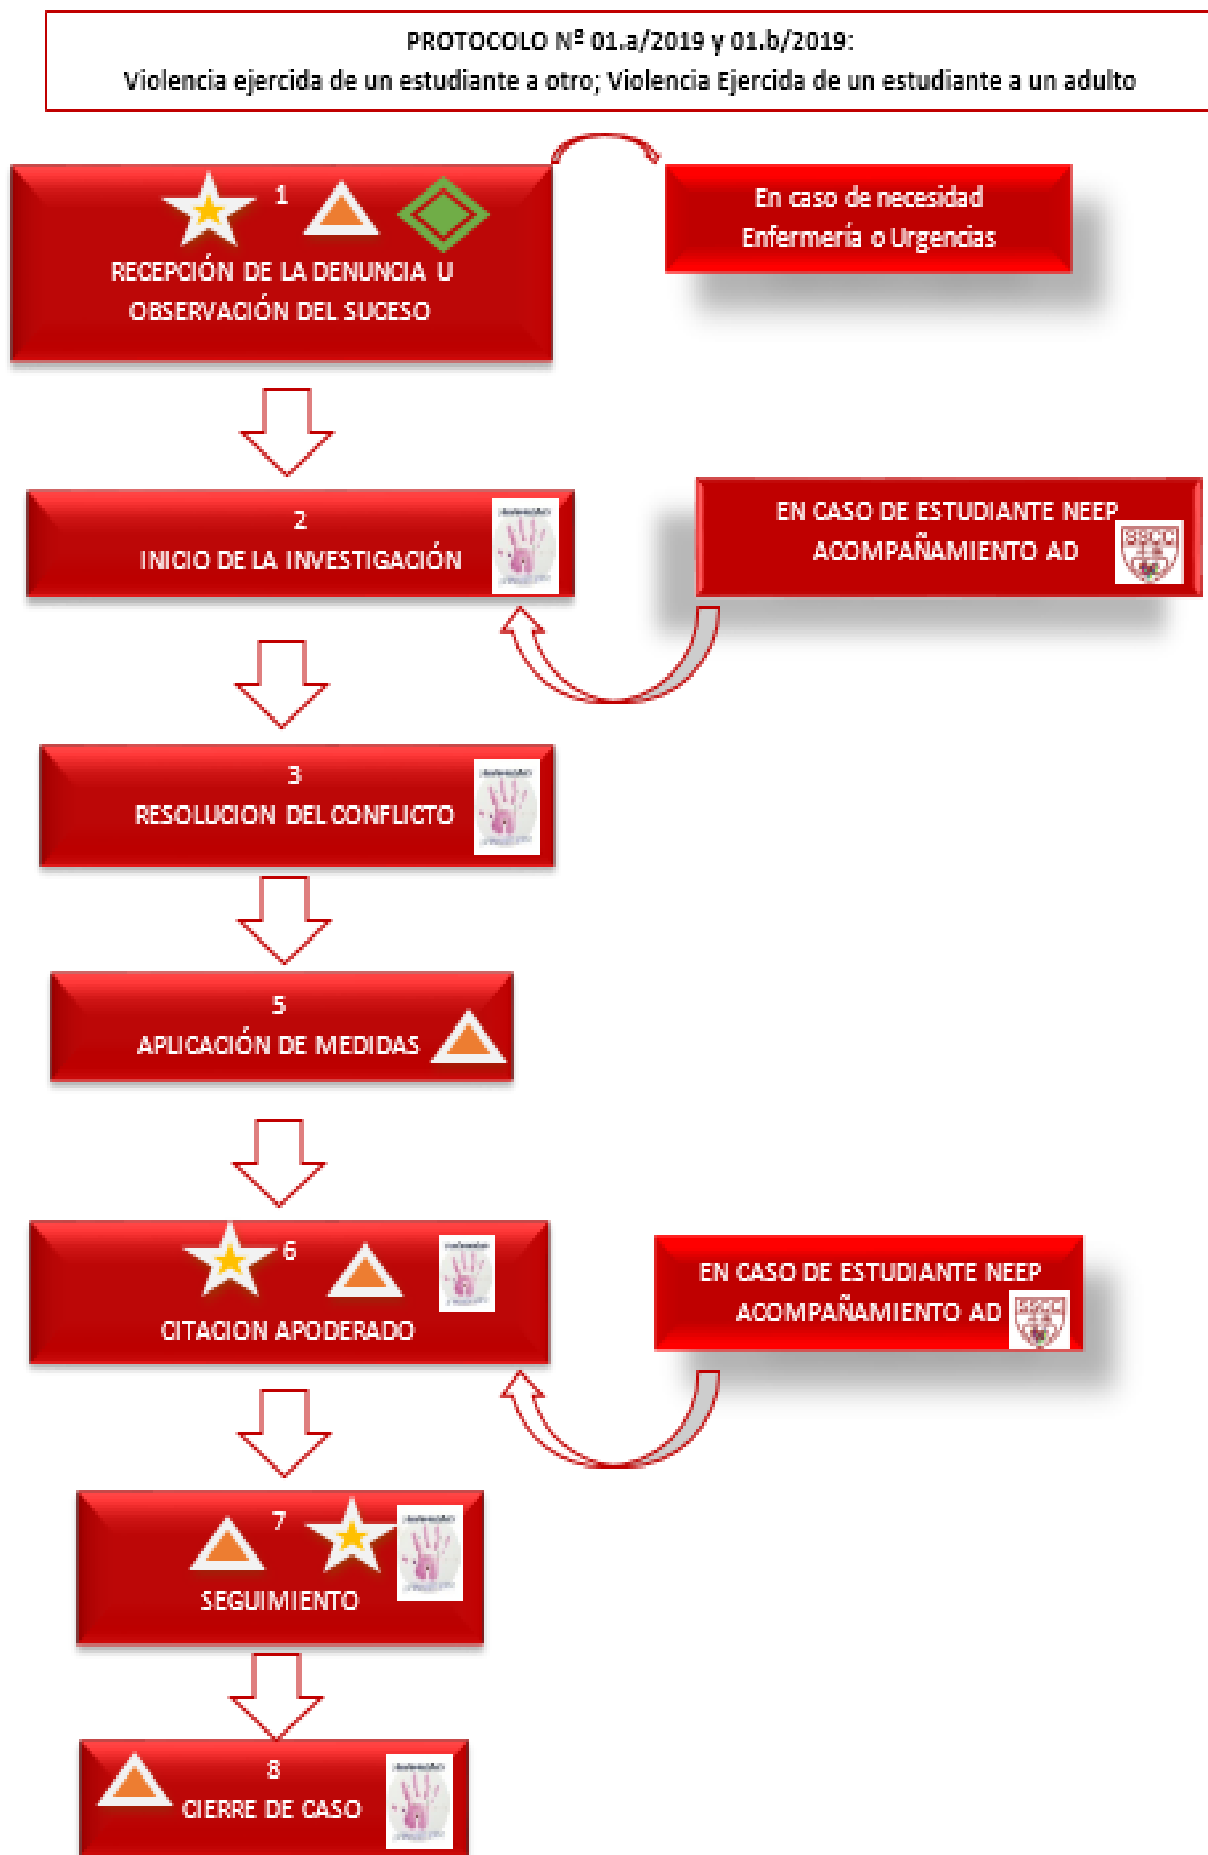 PROTOCOLO Nº 01.a/2019 y 01.b/2019:
Violencia ejercida de un estudiante a otro; Violencia Ejercida de un estudiante a un adulto
1
RECEPCIÓN DE LA DENUNCIA U
OBSERVACIÓN DEL SUCESO
En caso de necesidad
Enfermería o Urgencias
2
INICIO DE LA INVESTIGACIÓN
EN CASO DE ESTUDIANTE NEEP
ACOMPAÑAMIENTO AD
SSCC
3
RESOLUCION DEL CONFLICTO
5
APLICACIÓN DE MEDIDAS
6
CITACION APODERADO
EN CASO DE ESTUDIANTE NEEP
ACOMPAÑAMIENTO AD
SSCC
7
SEGUIMIENTO
8
CIERRE DE CASO